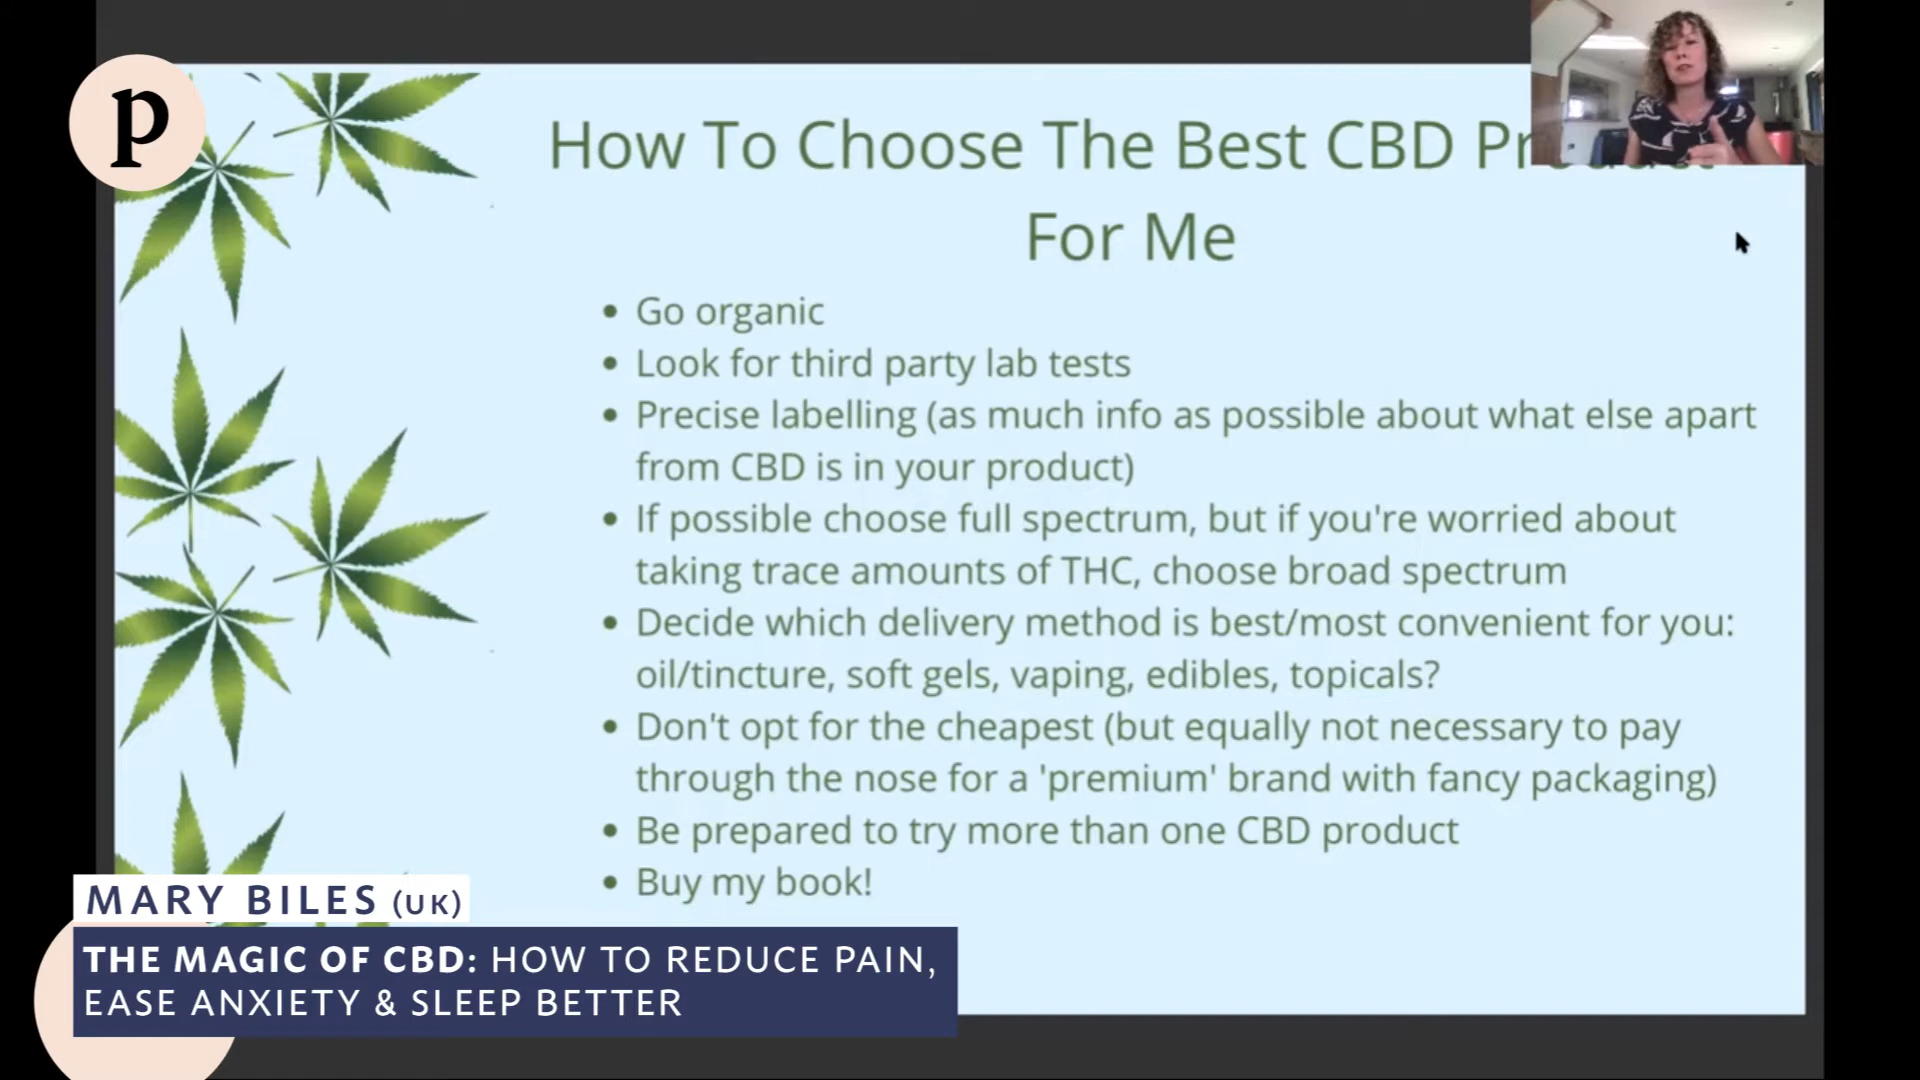 p
How To Choose The Best CBD
For Me
• Go organic
• Look for third party lab tests
• Precise labelling (as much info as possible about what else apart
from CBD is in your product)
• If possible choose full spectrum, but if you're worried about
taking trace amounts of THC, choose broad spectrum
• Decide which delivery method is best/most convenient for you:
oil/tincture, soft gels, vaping, edibles, topicals?
• Don't opt for the cheapest (but equally not necessary to pay
through the nose for a 'premium' brand with fancy packaging)
• Be prepared to try more than one CBD product
• Buy my book!
MARY BILES (UK)
THE MAGIC OF CBD: HOW TO REDUCE PAIN,
EASE ANXIETY & SLEEP BETTER